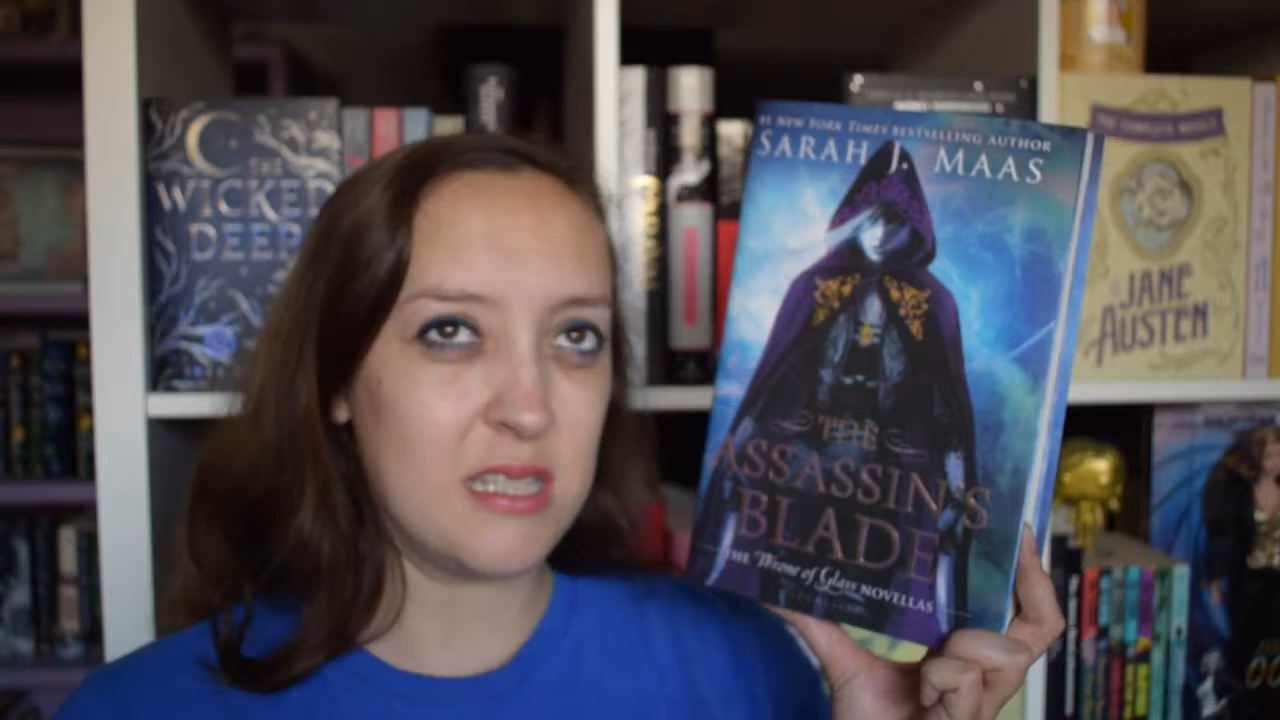 THE
WICKED
DEEP
#1 NEW YORK TIMES BESTSELLING AUTHOR
SARAH J. MAAS
THE
ASSASSIN'S
BLADE
THE Throne of Glass NOVELLAS
JANE
AUSTEN